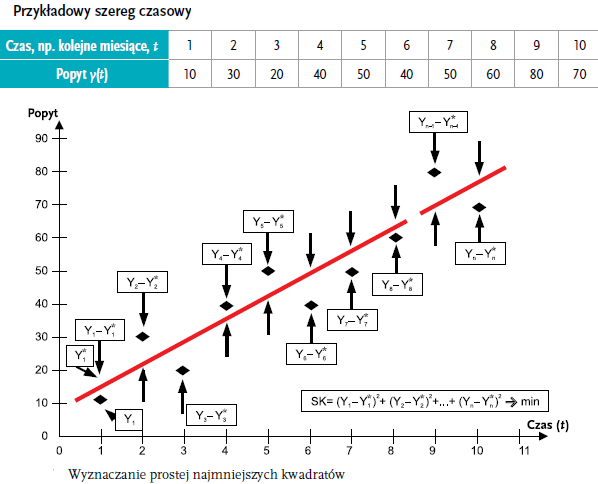 Przykładowy szereg czasowy
Czas, np. kolejne miesiące, t 1 2 3 4 5 6 7 8 9 10
Popyt y(t) 10 30 20 40 50 40 50 60 80 70
Popyt
90
80
70
60
50
40
30
20
10
0
Yₙ₋₁–Y*ₙ₋₁
Y₅–Y*₅
Y₄–Y*₄
Y₂–Y*₂
Y₁–Y*₁
Y*₁
Y₁
Y₃–Y*₃
Y₆–Y*₆
Y₇–Y*₇
Y₈–Y*₈
Yₙ–Y*ₙ
SK= (Y₁–Y*₁)²+ (Y₂–Y*₂)²+...+ (Yₙ–Y*ₙ)² → min
Czas (t)
0 1 2 3 4 5 6 7 8 9 10 11
Wyznaczanie prostej najmniejszych kwadratów